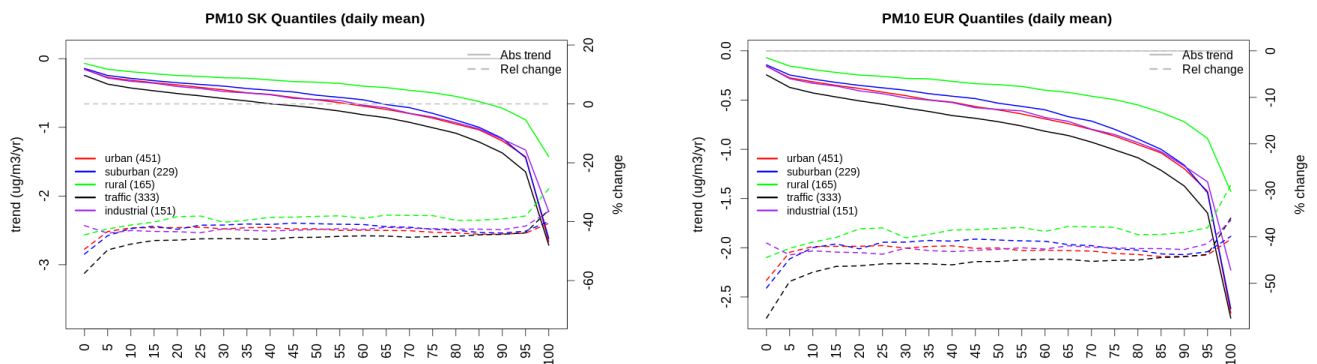 PM10 SK Quantiles (daily mean)
trend (ug/m3/yr)
0
-1
-2
-3
Abs trend
Rel change
urban (451)
suburban (229)
rural (165)
traffic (333)
industrial (151)
20
0
-20
-40
-60
% change
0 5 10 15 20 25 30 35 40 45 50 55 60 65 70 75 80 85 90 95 100
PM10 EUR Quantiles (daily mean)
trend (ug/m3/yr)
0.0
-0.5
-1.0
-1.5
-2.0
-2.5
Abs trend
Rel change
urban (451)
suburban (229)
rural (165)
traffic (333)
industrial (151)
0
-10
-20
-30
-40
-50
% change
0 5 10 15 20 25 30 35 40 45 50 55 60 65 70 75 80 85 90 95 100